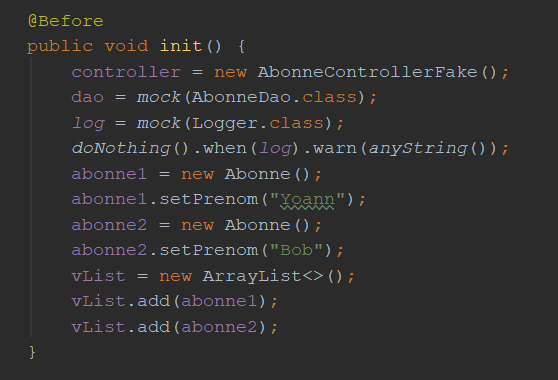 @Before
public void init() {
    controller = new AbonneControllerFake();
    dao = mock(AbonneDao.class);
    log = mock(Logger.class);
    doNothing().when(log).warn(anyString());
    abonne1 = new Abonne();
    abonne1.setPrenom("Yoann");
    abonne2 = new Abonne();
    abonne2.setPrenom("Bob");
    vList = new ArrayList<>();
    vList.add(abonne1);
    vList.add(abonne2);
}